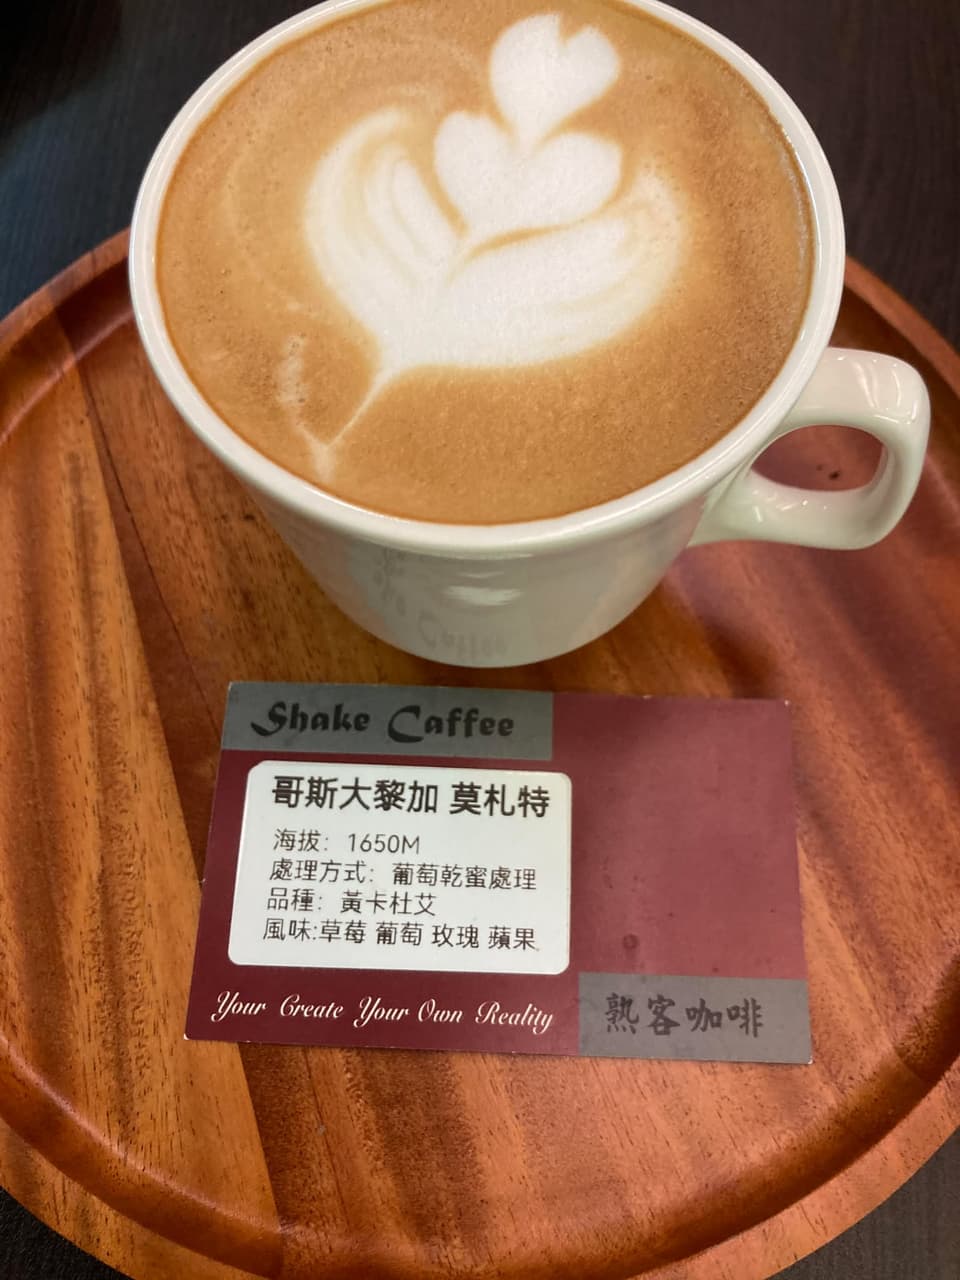 Shake Caffee
哥斯大黎加 莫札特
海拔: 1650M
處理方式: 葡萄乾蜜處理
品種: 黃卡杜艾
風味:草莓 葡萄 玫瑰 蘋果
Your Create Your Own Reality
熟客咖啡